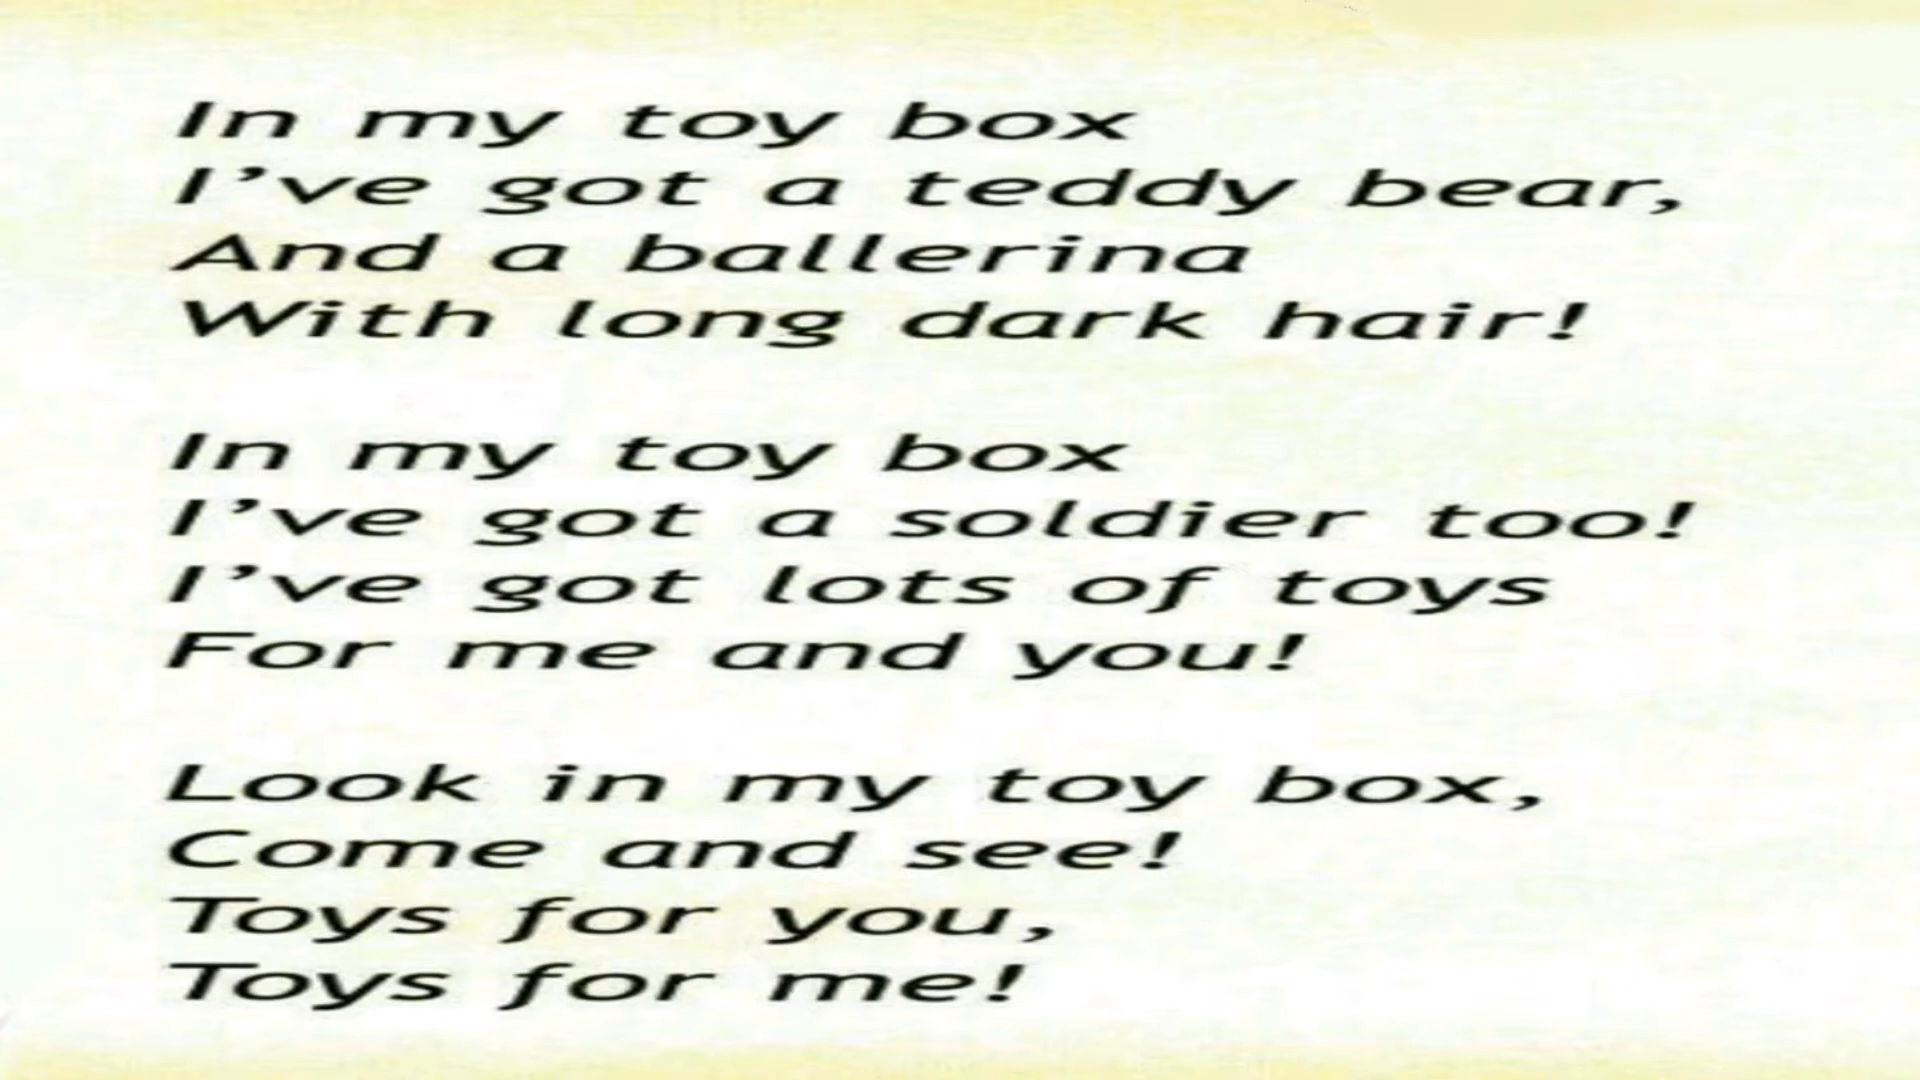 In my toy box
I’ve got a teddy bear,
And a ballerina
With long dark hair!

In my toy box
I’ve got a soldier too!
I’ve got lots of toys
For me and you!

Look in my toy box,
Come and see!
Toys for you,
Toys for me!